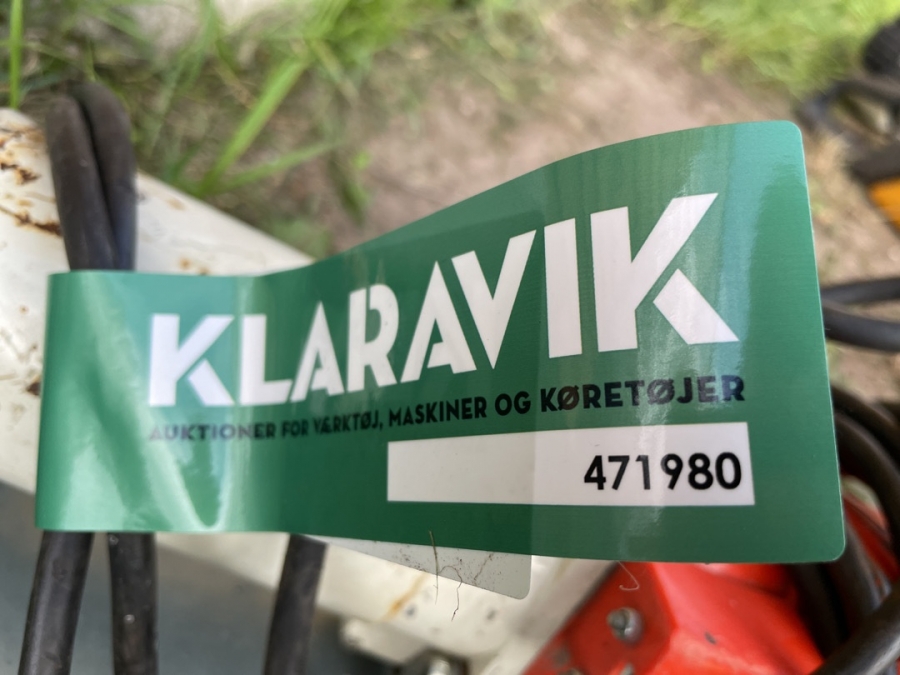 KLARAVIK
AUKTIONER FOR VÆRKTØJ, MASKINER OG KØRETØJER
471980